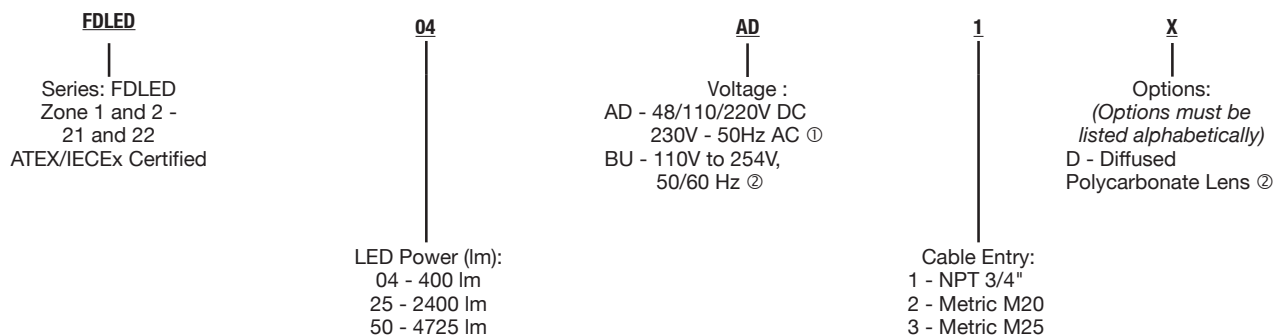 FDLED
04
AD
1
X
Series: FDLED
Zone 1 and 2 -
21 and 22
ATEX/IECEx Certified
Voltage :
AD - 48/110/220V DC
230V - 50Hz AC ①
BU - 110V to 254V,
50/60 Hz ②
Options:
(Options must be
listed alphabetically)
D - Diffused
Polycarbonate Lens ②
LED Power (lm):
04 - 400 lm
25 - 2400 lm
50 - 4725 lm
Cable Entry:
1 - NPT 3/4"
2 - Metric M20
3 - Metric M25